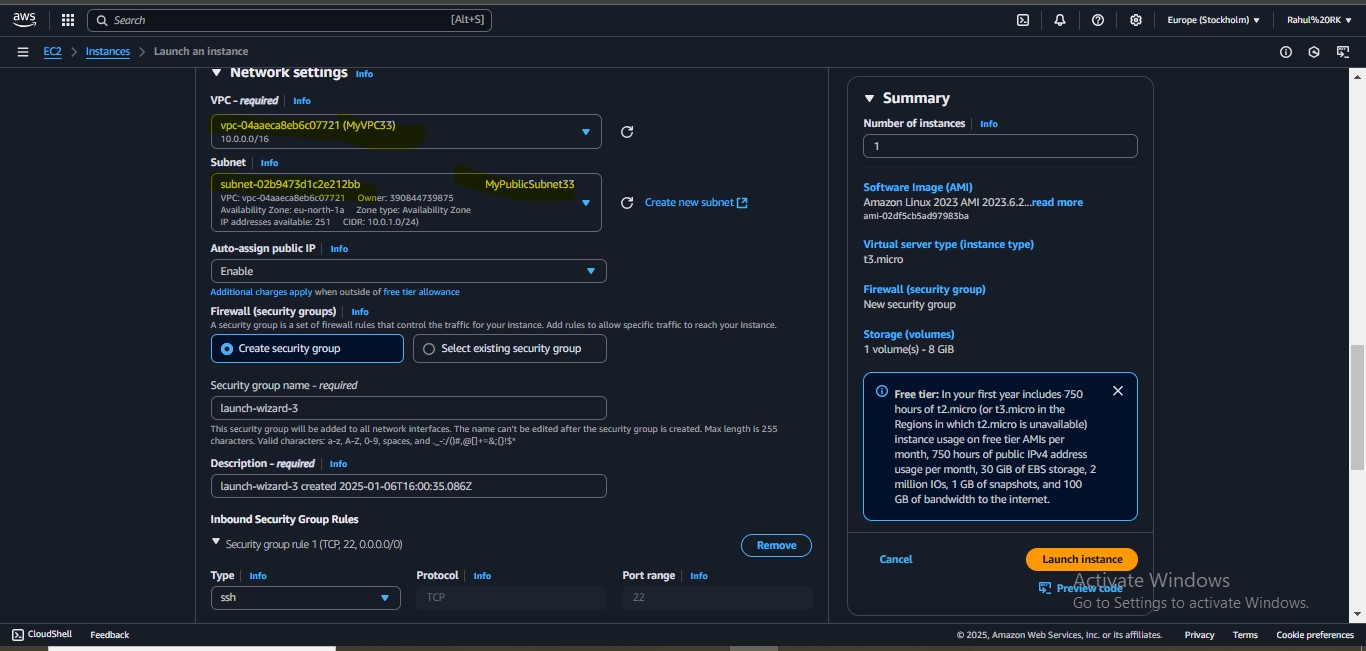 aws
Search [Alt+S]
Europe (Stockholm)
Rahul%20RK
EC2 > Instances > Launch an instance
Network settings Info
VPC - required Info
vpc-04aaeca8eb6c07721 (MyVPC33)
10.0.0.0/16
Subnet Info
subnet-02b9473d1c2e212bb MyPublicSubnet33
VPC: vpc-04aaeca8eb6c07721 Owner: 390844739875
Availability Zone: eu-north-1a Zone type: Availability Zone
IP addresses available: 251 CIDR: 10.0.1.0/24)
Create new subnet
Auto-assign public IP Info
Enable
Additional charges apply when outside of free tier allowance
Firewall (security groups) Info
A security group is a set of firewall rules that control the traffic for your instance. Add rules to allow specific traffic to reach your instance.
Create security group
Select existing security group
Security group name - required
launch-wizard-3
This security group will be added to all network interfaces. The name can't be edited after the security group is created. Max length is 255
characters. Valid characters: a-z, A-Z, 0-9, spaces, and ._-:/()#,@[]+=&;{}!$*
Description - required Info
launch-wizard-3 created 2025-01-06T16:00:35.086Z
Inbound Security Group Rules
Security group rule 1 (TCP, 22, 0.0.0.0/0)
Remove
Type Info
Protocol Info
Port range Info
ssh
TCP
22
Summary
Number of instances Info
1
Software Image (AMI)
Amazon Linux 2023 AMI 2023.6.2...read more
ami-02df5cb5ad97983ba
Virtual server type (instance type)
t3.micro
Firewall (security group)
New security group
Storage (volumes)
1 volume(s) - 8 GiB
Free tier: In your first year includes 750
hours of t2.micro (or t3.micro in the
Regions in which t2.micro is unavailable)
instance usage on free tier AMIs per
month, 750 hours of public IPv4 address
usage per month, 30 GiB of EBS storage, 2
million IOs, 1 GB of snapshots, and 100
GB of bandwidth to the internet.
Cancel
Launch instance
Preview code
Activate Windows
Go to Settings to activate Windows.
CloudShell Feedback
© 2025, Amazon Web Services, Inc. or its affiliates. Privacy Terms Cookie preferences